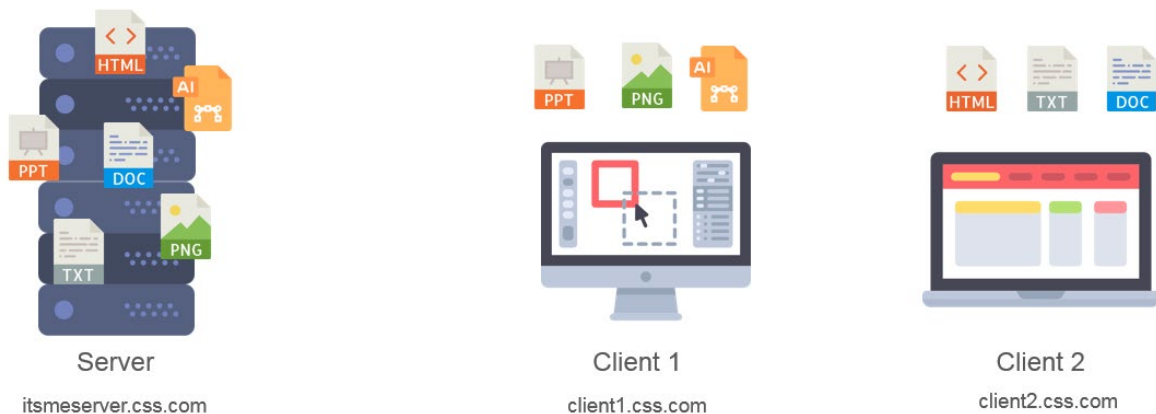 HTML
AI
PPT
DOC
PNG
TXT
Server
itsmeserver.css.com
PPT
PNG
AI
Client 1
client1.css.com
HTML
TXT
DOC
Client 2
client2.css.com